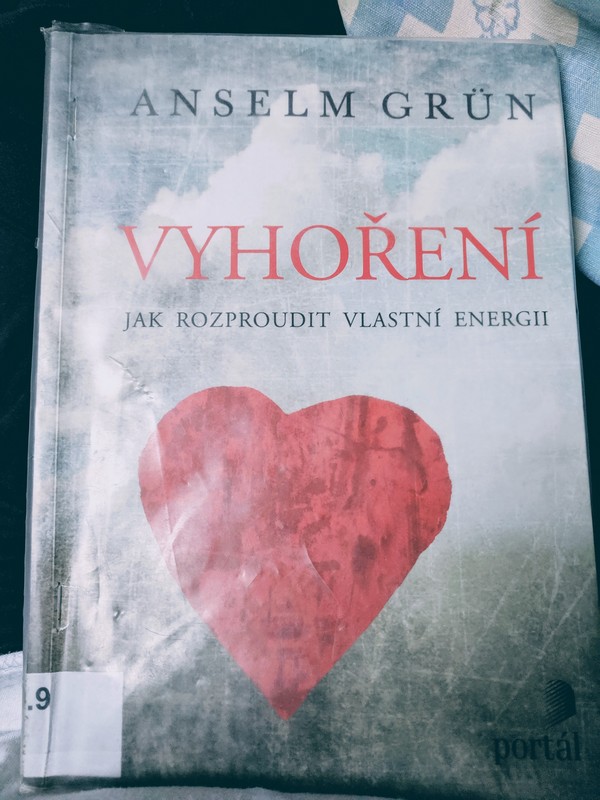 ANSELM GRÜN
VYHOŘENÍ
JAK ROZPROUDIT VLASTNÍ ENERGII
.9
portál